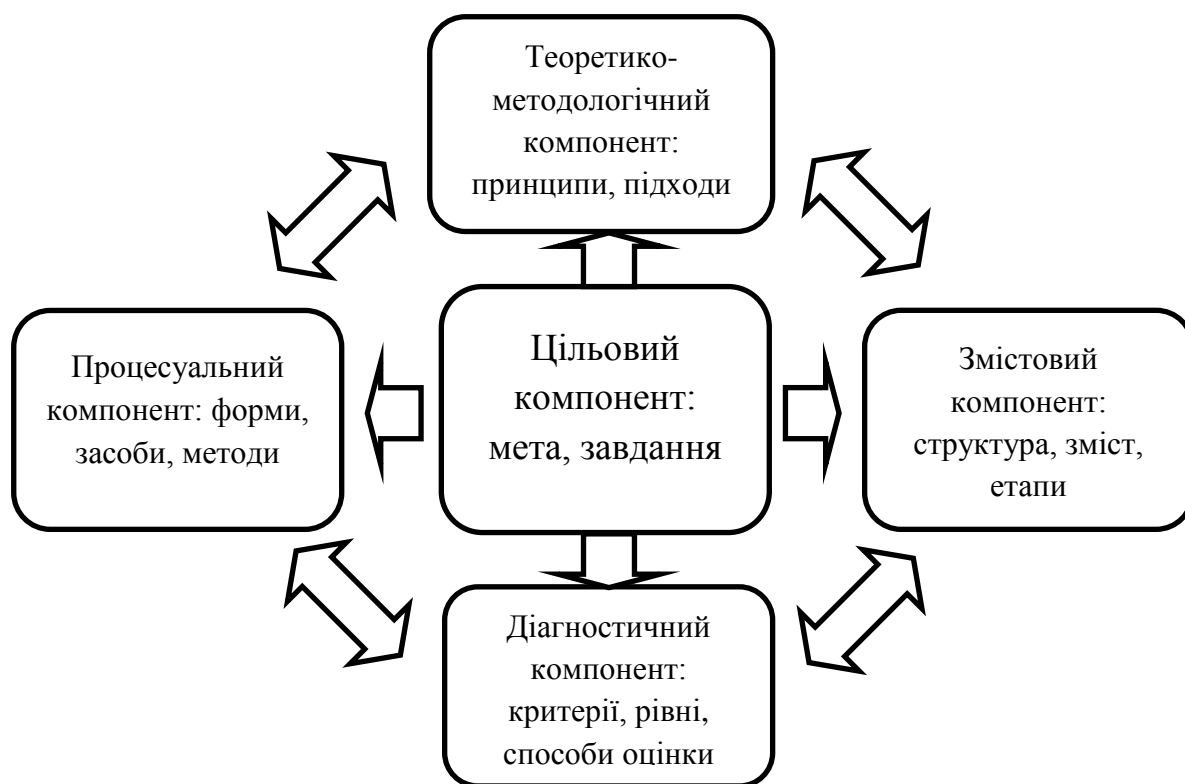 Теоретико-
методологічний
компонент:
принципи, підходи
Процесуальний
компонент: форми,
засоби, методи
Цільовий
компонент:
мета, завдання
Змістовий
компонент:
структура, зміст,
етапи
Діагностичний
компонент:
критерії, рівні,
способи оцінки